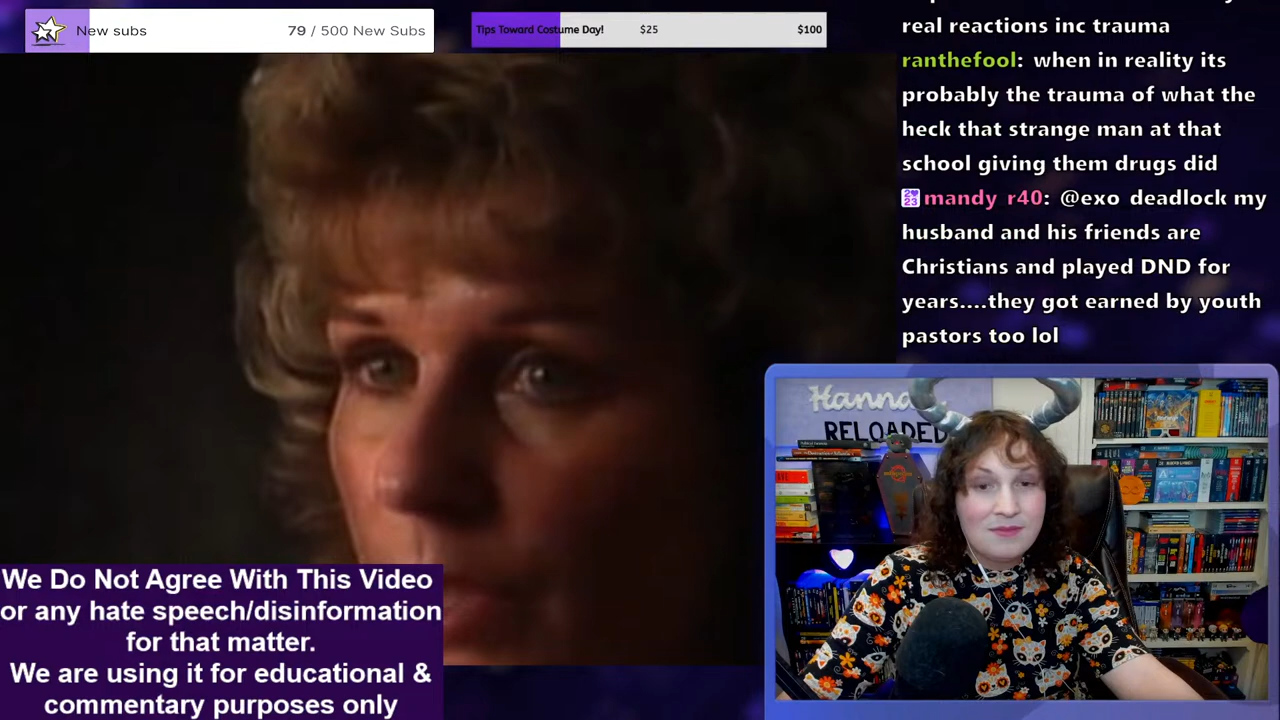 New subs
79 / 500 New Subs
Tips Toward Costume Day!
$25
$100
real reactions inc trauma
ranthefool: when in reality its
probably the trauma of what the
heck that strange man at that
school giving them drugs did
mandy r40: @exo deadlock my
husband and his friends are
Christians and played DND for
years....they got earned by youth
pastors too lol
RELOADED
We Do Not Agree With This Video
or any hate speech/disinformation
for that matter.
We are using it for educational &
commentary purposes only